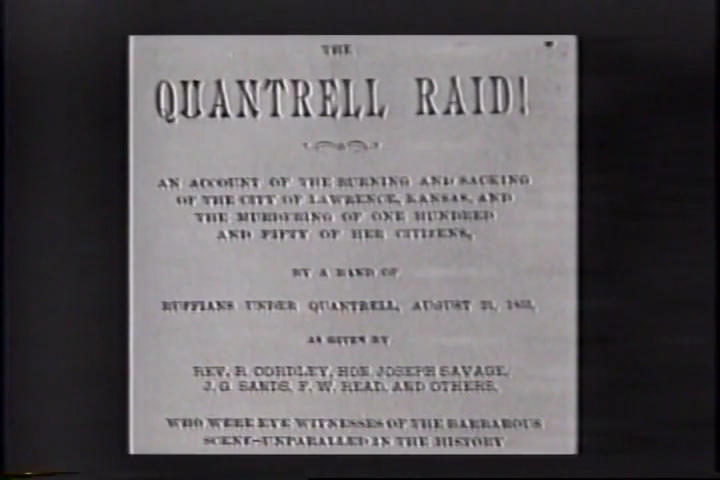 THE
QUANTRELL RAID!
AN ACCOUNT OF THE BURNING AND SACKING
OF THE CITY OF LAWRENCE, KANSAS, AND
THE MURDERING OF ONE HUNDRED
AND FIFTY OF HER CITIZENS,
BY A BAND OF
RUFFIANS UNDER QUANTRELL, AUGUST 21, 1863,
AS GIVEN BY
REV. R. CORDLEY, HON. JOSEPH SAVAGE,
J. G. SANDS, F. W. READ, AND OTHERS,
WHO WERE EYE WITNESSES OF THE BARBAROUS
SCENE—UNPARALLED IN THE HISTORY